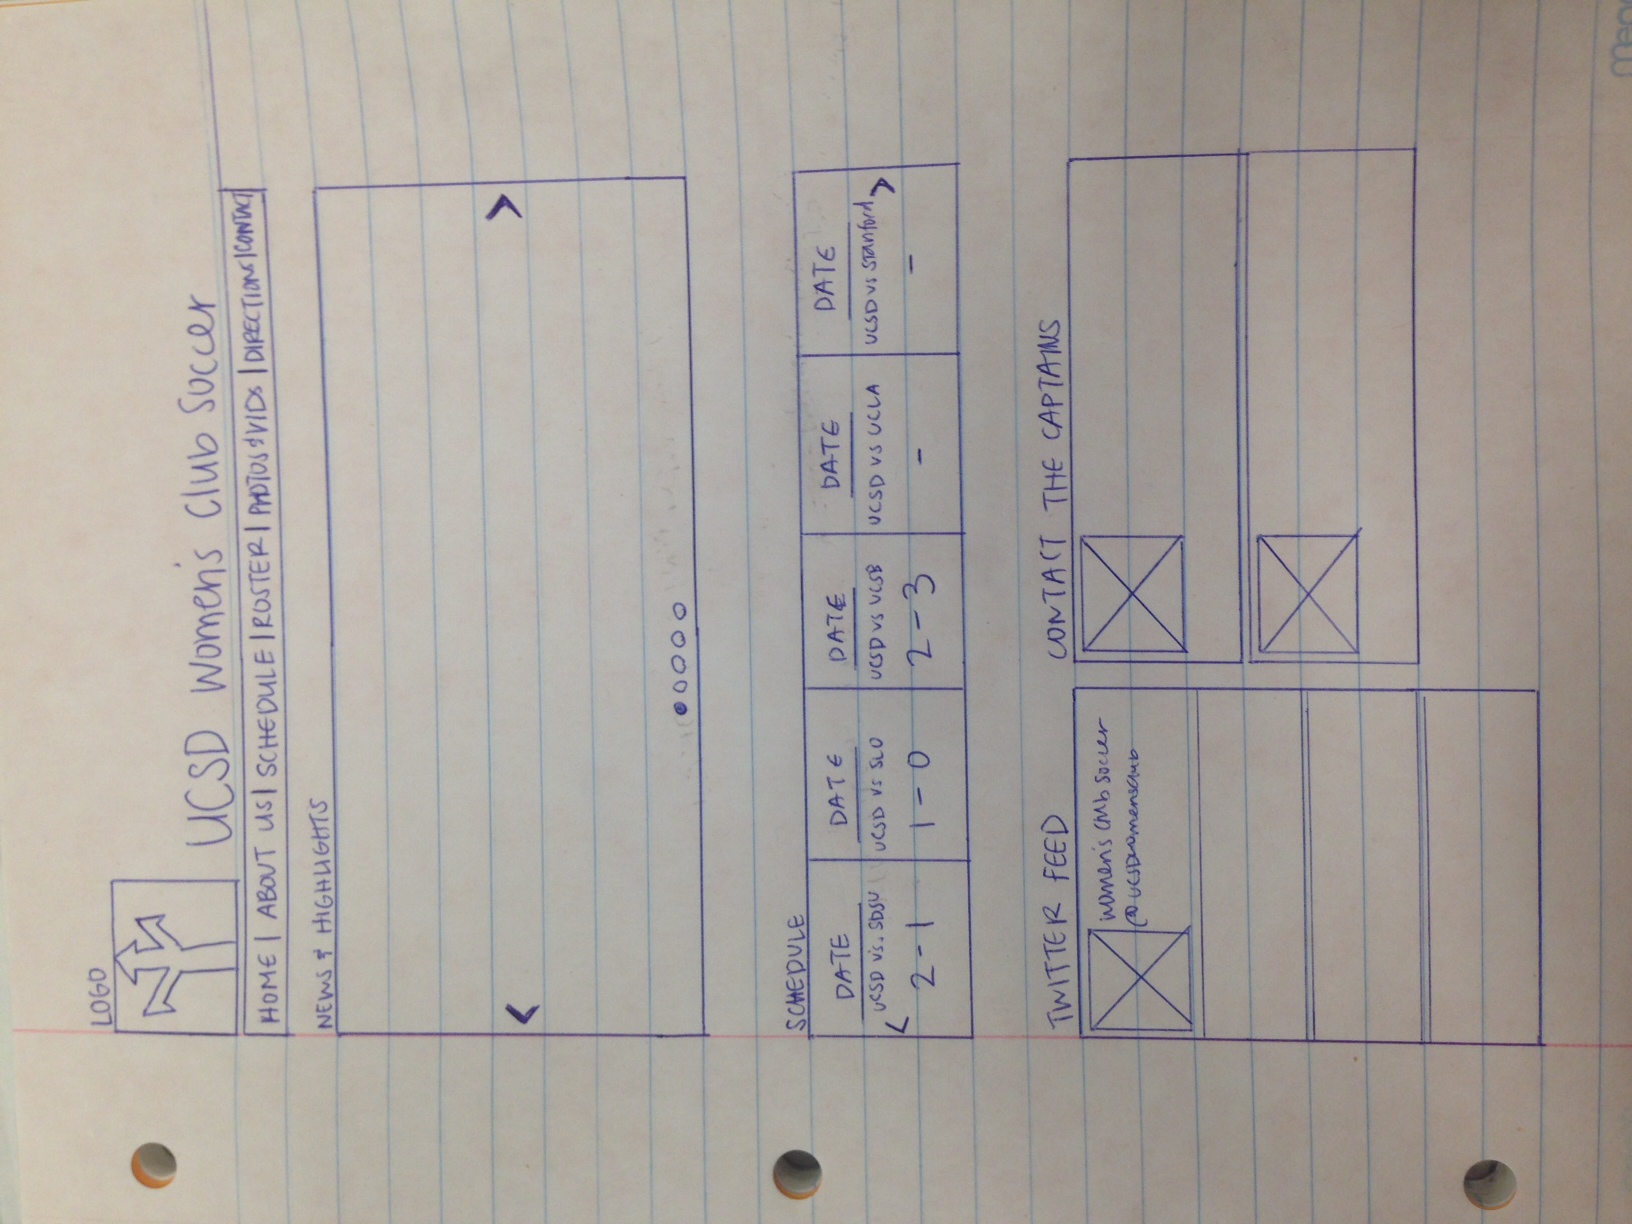 LOGO
UCSD Women's Club Soccer
HOME | ABOUT US | SCHEDULE | ROSTER | PHOTOS & VIDS | DIRECTIONS | CONTACT
NEWS & HIGHLIGHTS
< >
SCHEDULE
DATE DATE DATE DATE DATE
UCSD vs. SDSU UCSD vs SLO UCSD vs UCSB UCSD vs UCLA UCSD vs Stanford
< >
2-1 1-0 2-3 - -
TWITTER FEED CONTACT THE CAPTAINS
women's club soccer
@UCSDwomensclub